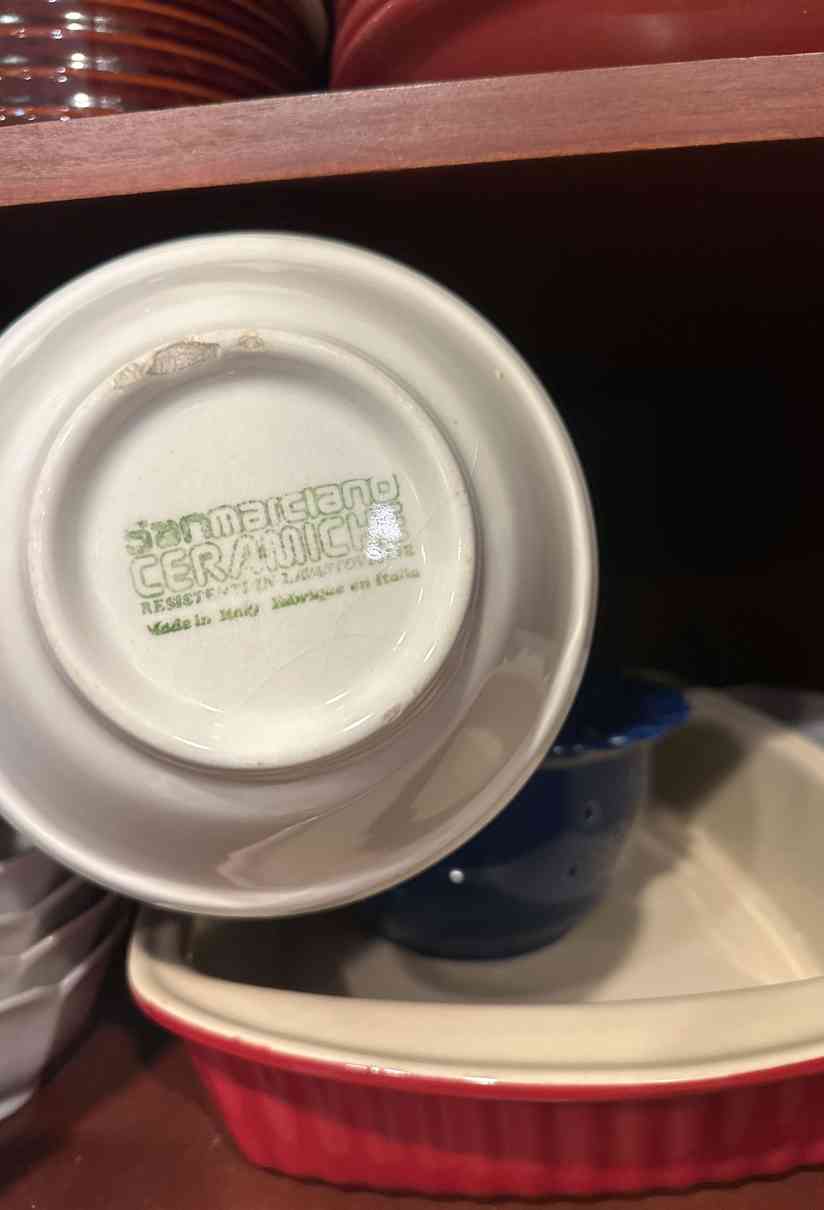 sanmarciano
CERAMICHE
RESISTENTI IN LAVASTOVIGLIE
Made in Italy Fabriqué en Italie